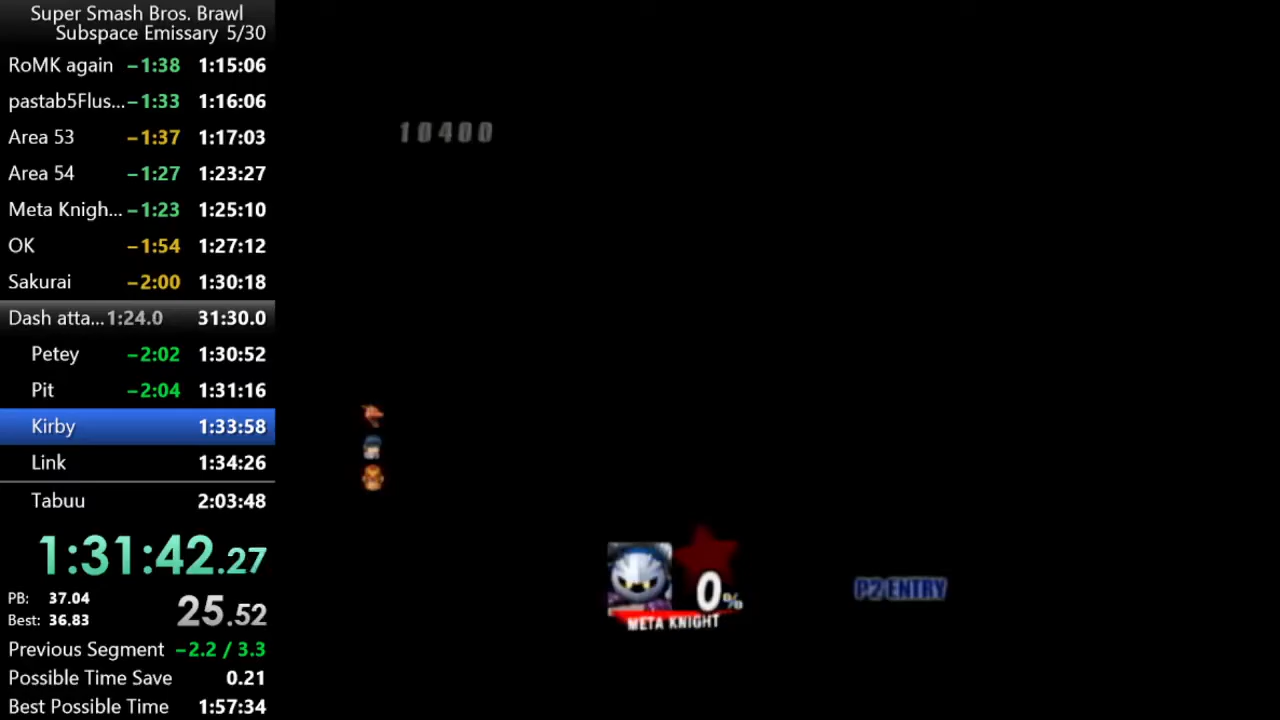 Super Smash Bros. Brawl
Subspace Emissary 5/30
RoMK again -1:38 1:15:06
pastab5Flus... -1:33 1:16:06
Area 53 -1:37 1:17:03
Area 54 -1:27 1:23:27
Meta Knigh... -1:23 1:25:10
OK -1:54 1:27:12
Sakurai -2:00 1:30:18
Dash atta... 1:24.0 31:30.0
Petey -2:02 1:30:52
Pit -2:04 1:31:16
Kirby 1:33:58
Link 1:34:26
Tabuu 2:03:48
1:31:42.27
PB: 37.04
Best: 36.83
25.52
Previous Segment -2.2 / 3.3
Possible Time Save 0.21
Best Possible Time 1:57:34
10400
0%
META KNIGHT
P2 ENTRY